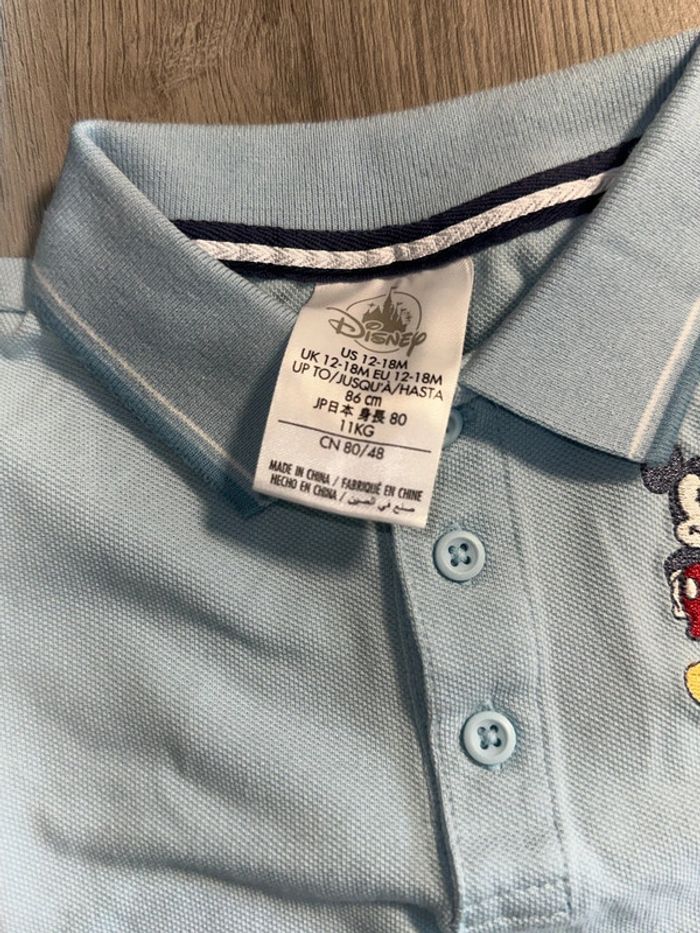 Disney
US 12-18M
UK 12-18M EU 12-18M
UP TO/JUSQU'À/HASTA
86 cm
JP日本 身長 80
11KG
CN 80/48
MADE IN CHINA / FABRIQUÉ EN CHINE
HECHO EN CHINA / صنع في الصين